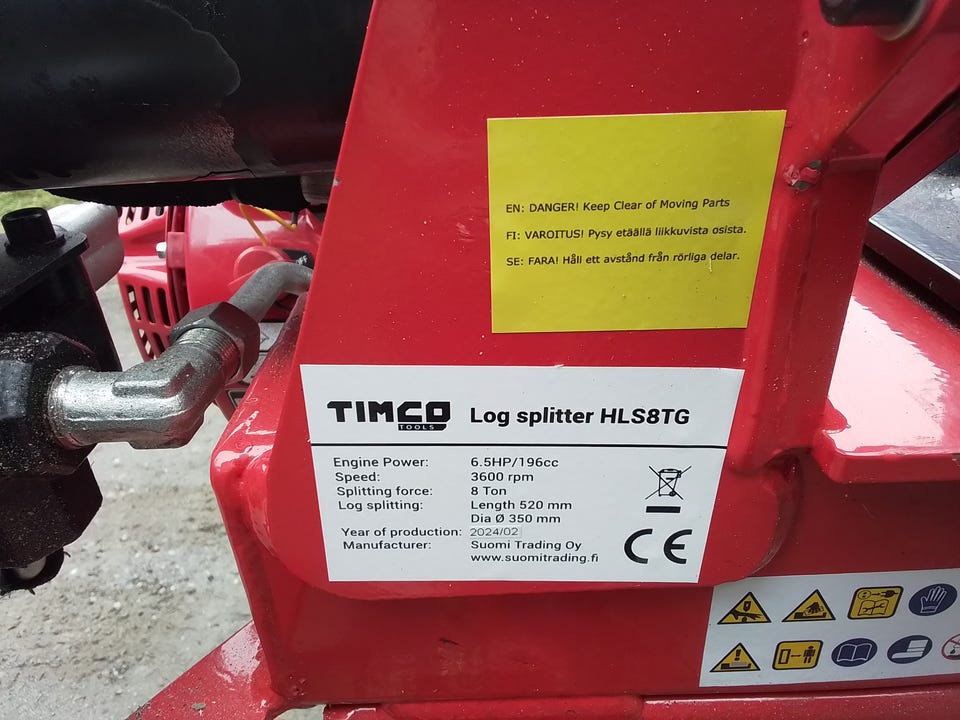 EN: DANGER! Keep Clear of Moving Parts
FI: VAROITUS! Pysy etäällä liikkuvista osista.
SE: FARA! Håll ett avstånd från rörliga delar.
TIMCO TOOLS Log splitter HLS8TG
Engine Power: 6.5HP/196cc
Speed: 3600 rpm
Splitting force: 8 Ton
Log splitting: Length 520 mm
Dia Ø 350 mm
Year of production: 2024/02
Manufacturer: Suomi Trading Oy
www.suomitrading.fi
CE